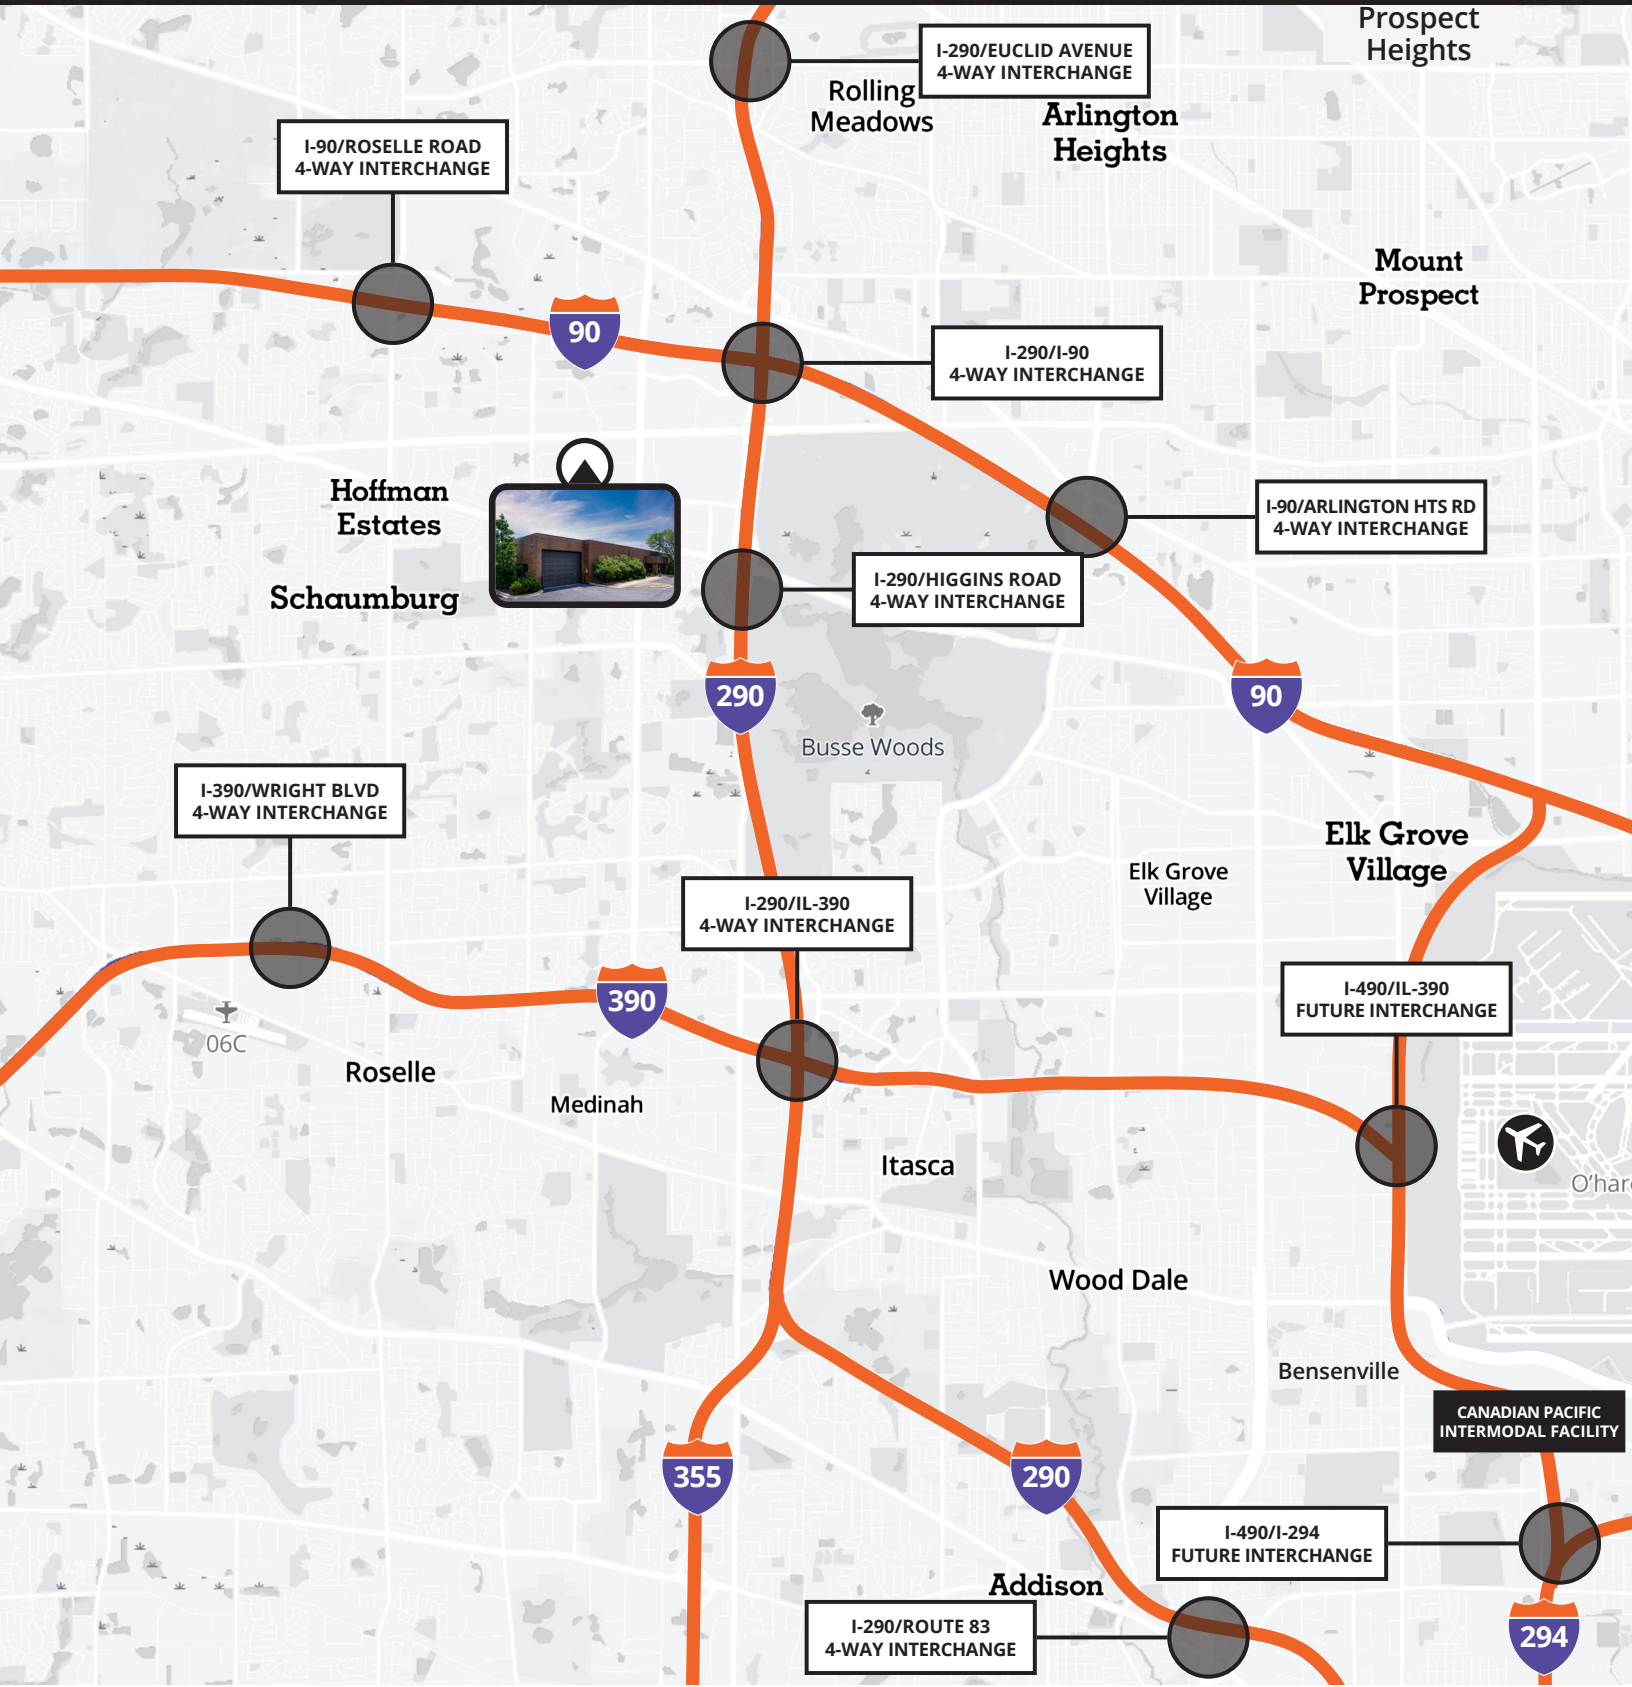 Prospect
Heights
I-290/EUCLID AVENUE
4-WAY INTERCHANGE
Rolling
Meadows
Arlington
Heights
I-90/ROSELLE ROAD
4-WAY INTERCHANGE
Mount
Prospect
90
I-290/I-90
4-WAY INTERCHANGE
Hoffman
Estates
I-90/ARLINGTON HTS RD
4-WAY INTERCHANGE
Schaumburg
I-290/HIGGINS ROAD
4-WAY INTERCHANGE
290
90
Busse Woods
I-390/WRIGHT BLVD
4-WAY INTERCHANGE
Elk Grove
Village
Elk Grove
Village
I-290/IL-390
4-WAY INTERCHANGE
390
I-490/IL-390
FUTURE INTERCHANGE
06C
Roselle
Medinah
Itasca
O'har
Wood Dale
Bensenville
CANADIAN PACIFIC
INTERMODAL FACILITY
355
290
I-490/I-294
FUTURE INTERCHANGE
Addison
I-290/ROUTE 83
4-WAY INTERCHANGE
294